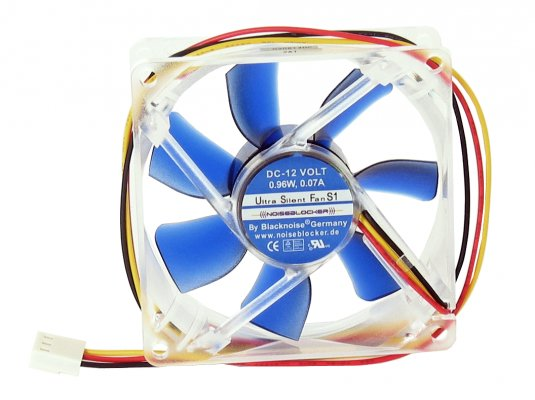 DC-12 VOLT
0.96W, 0.07A
Ultra Silent Fan S1
NOISEBLOCKER
By Blacknoise©Germany
www.noiseblocker.de